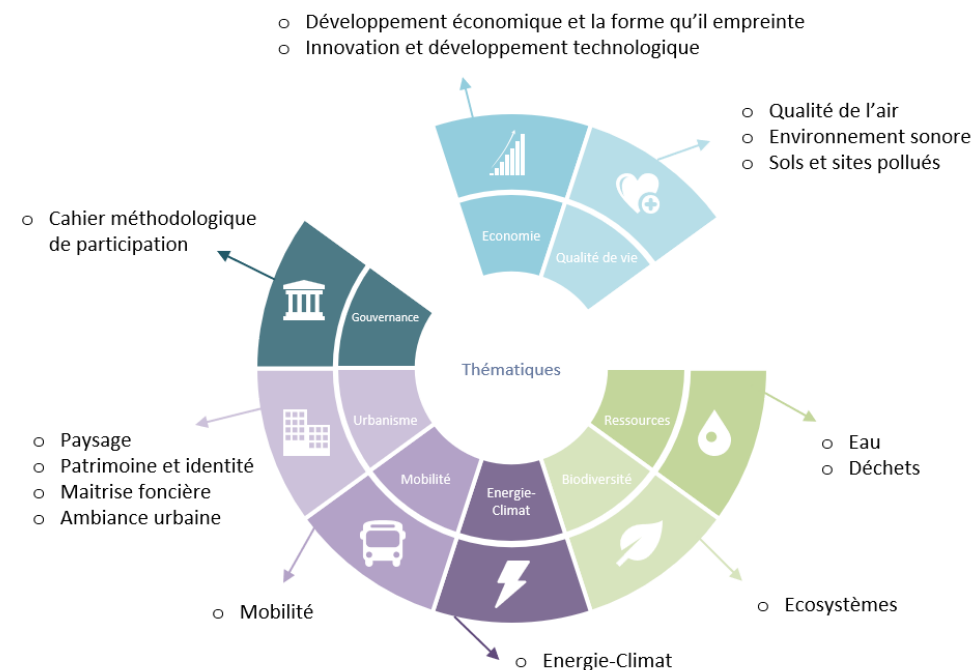 o Développement économique et la forme qu'il empreinte
o Innovation et développement technologique
o Qualité de l'air
o Environnement sonore
o Sols et sites pollués
o Cahier méthodologique
de participation
Economie
Qualité de vie
Gouvernance
Thématiques
Urbanisme
Ressources
Mobilité
Biodiversité
Energie-
Climat
o Paysage
o Patrimoine et identité
o Maitrise foncière
o Ambiance urbaine
o Eau
o Déchets
o Mobilité
o Ecosystèmes
o Energie-Climat